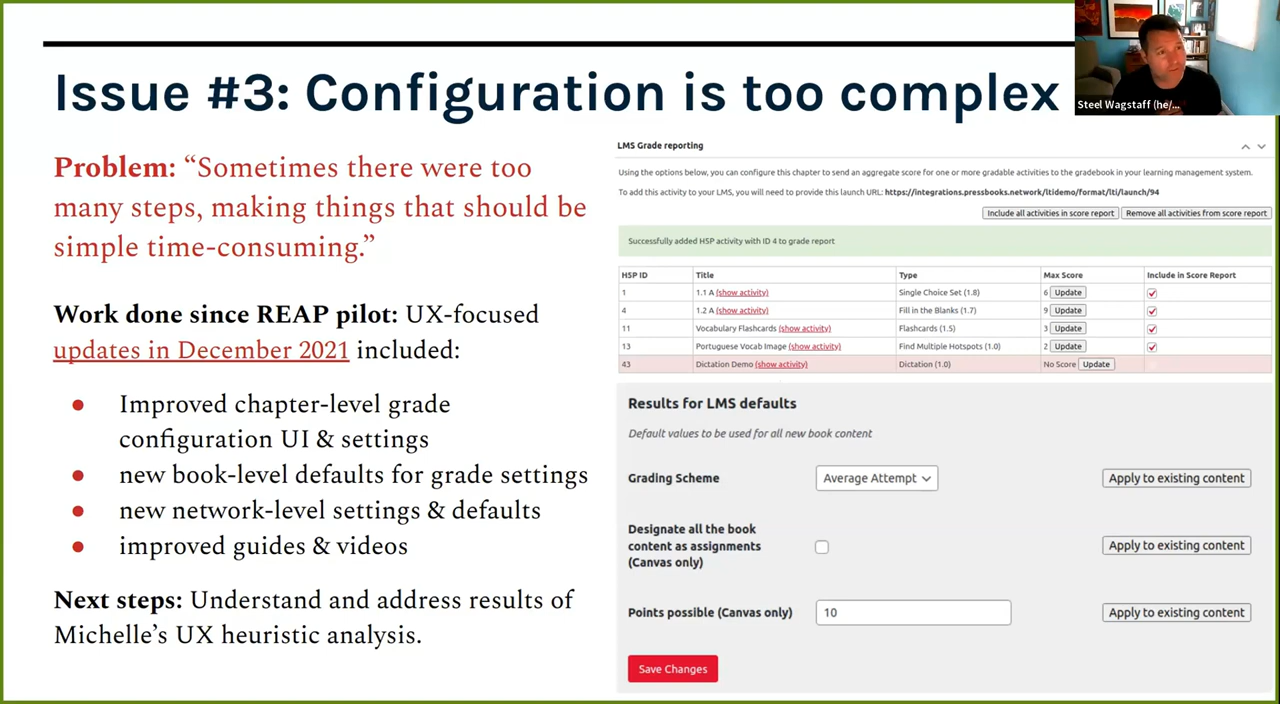 Issue #3: Configuration is too complex
Steel Wagstaff (he/...
Problem: “Sometimes there were too
many steps, making things that should be
simple time-consuming.”
Work done since REAP pilot: UX-focused
updates in December 2021 included:
● Improved chapter-level grade
configuration UI & settings
● new book-level defaults for grade settings
● new network-level settings & defaults
● improved guides & videos
Next steps: Understand and address results of
Michelle’s UX heuristic analysis.
LMS Grade reporting
Using the options below, you can configure this chapter to send an aggregate score for one or more gradable activities to the gradebook in your learning management system.
To add this activity to your LMS, you will need to provide this launch URL: https://integrations.pressbooks.network/ltidemo/format/lti/launch/94
Include all activities in score report Remove all activities from score report
Successfully added H5P activity with ID 4 to grade report
H5P ID Title Type Max Score Include in Score Report
1 1.1 A (show activity) Single Choice Set (1.8) 6 Update
4 1.2 A (show activity) Fill in the Blanks (1.7) 9 Update
11 Vocabulary Flashcards (show activity) Flashcards (1.5) 3 Update
13 Portuguese Vocab Image (show activity) Find Multiple Hotspots (1.0) 2 Update
43 Dictation Demo (show activity) Dictation (1.0) No Score Update
Results for LMS defaults
Default values to be used for all new book content
Grading Scheme Average Attempt Apply to existing content
Designate all the book
content as assignments
(Canvas only)
Apply to existing content
Points possible (Canvas only) 10 Apply to existing content
Save Changes